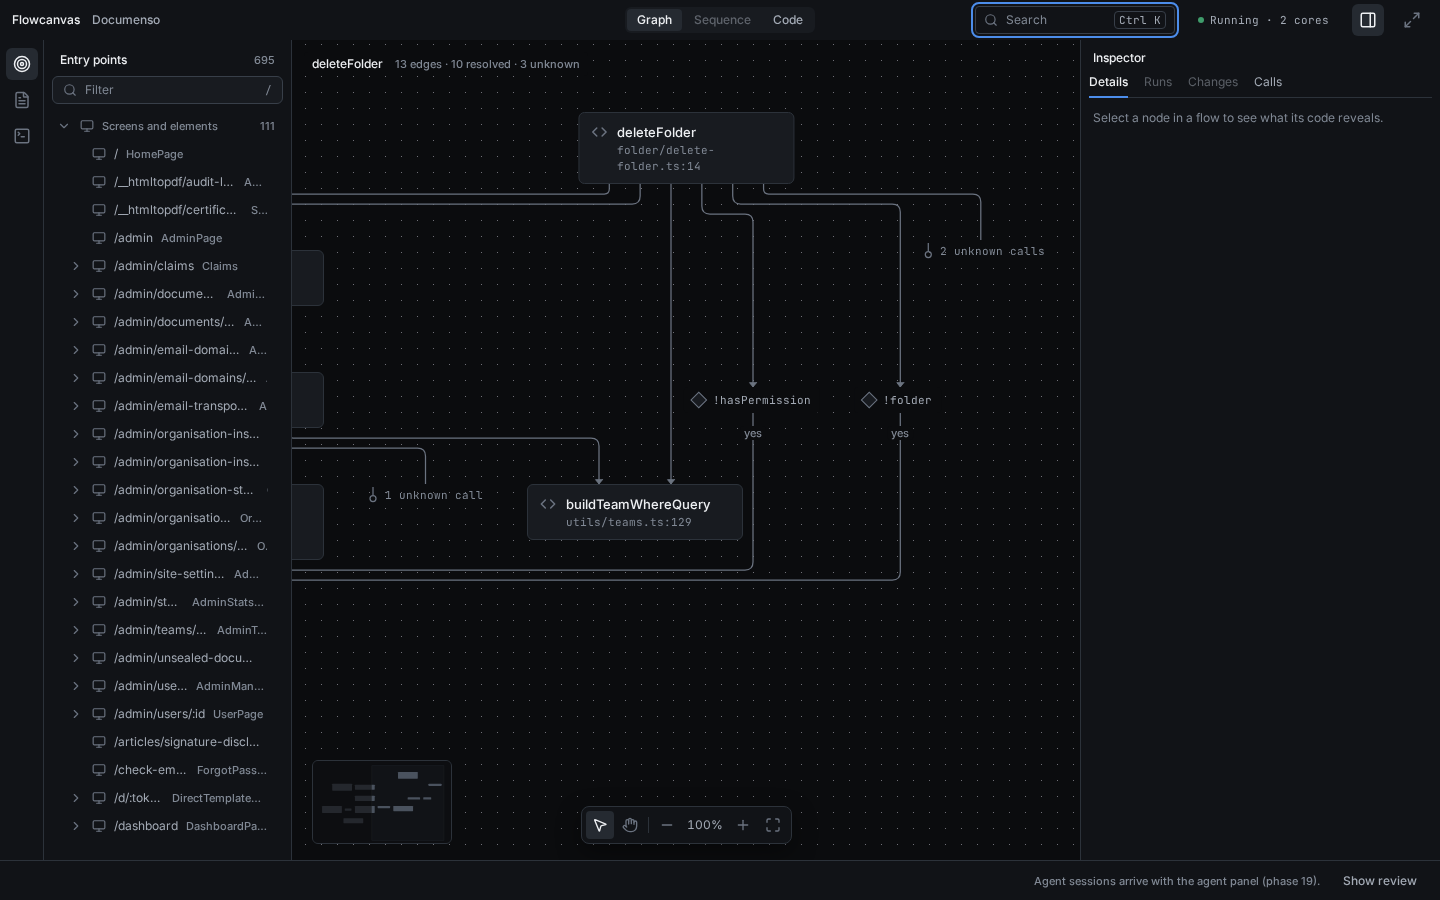 Flowcanvas Documenso
Graph Sequence Code
Search Ctrl K
Running · 2 cores
Entry points 695
Filter /
Screens and elements 111
/ HomePage
/__htmltopdf/audit-l... A...
/__htmltopdf/certific... S...
/admin AdminPage
/admin/claims Claims
/admin/docume... Admi...
/admin/documents/... A...
/admin/email-domai... A...
/admin/email-domains/...
/admin/email-transpo... A
/admin/organisation-ins...
/admin/organisation-ins...
/admin/organisation-st...
/admin/organisatio... Or...
/admin/organisations/... O.
/admin/site-settin... Ad...
/admin/st... AdminStats...
/admin/teams/... AdminT...
/admin/unsealed-docu...
/admin/use... AdminMan...
/admin/users/:id UserPage
/articles/signature-discl...
/check-em... ForgotPass...
/d/:tok... DirectTemplate...
/dashboard DashboardPa...
deleteFolder 13 edges · 10 resolved · 3 unknown
deleteFolder
folder/delete-
folder.ts:14
2 unknown calls
!hasPermission
!folder
yes
yes
1 unknown call
buildTeamWhereQuery
utils/teams.ts:129
100%
Inspector
Details Runs Changes Calls
Select a node in a flow to see what its code reveals.
Agent sessions arrive with the agent panel (phase 19). Show review